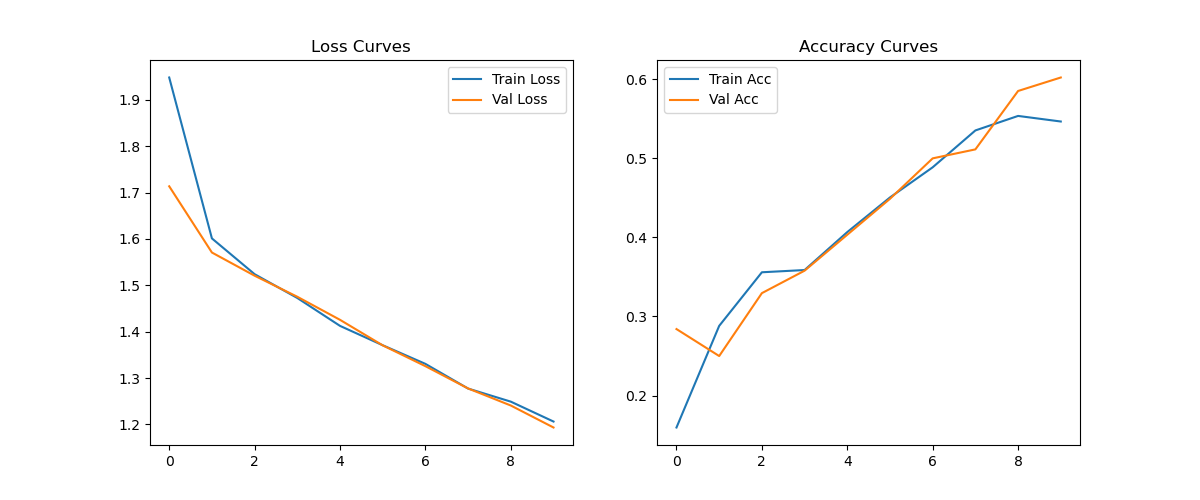 Loss Curves
Train Loss
Val Loss
1.9
1.8
1.7
1.6
1.5
1.4
1.3
1.2
0 2 4 6 8
Accuracy Curves
Train Acc
Val Acc
0.6
0.5
0.4
0.3
0.2
0 2 4 6 8